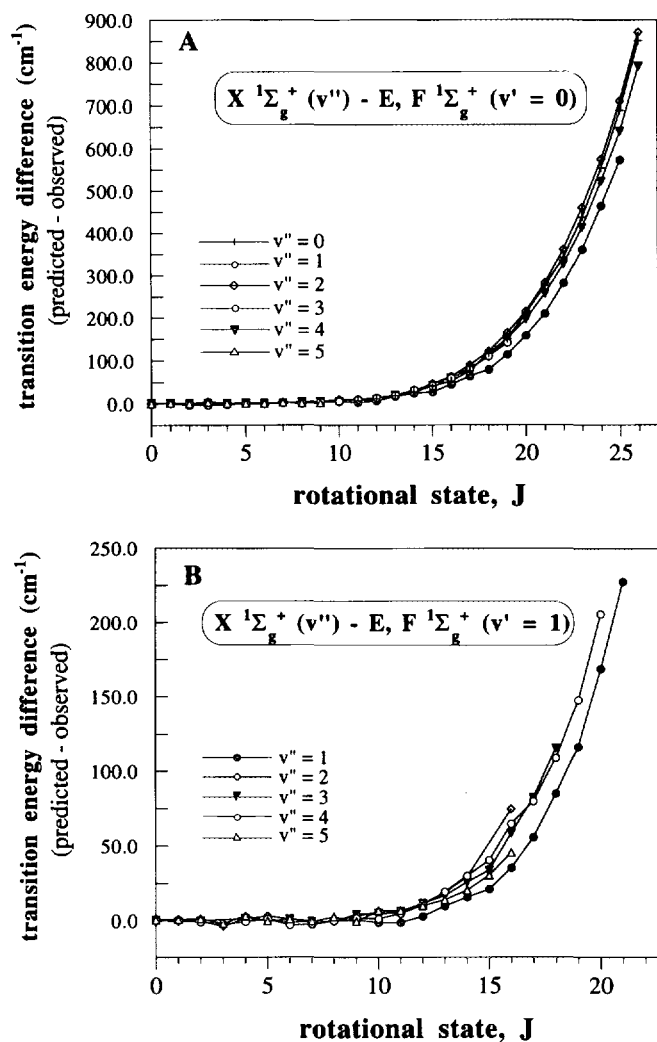 A
X ¹Σg⁺ (v'') - E, F ¹Σg⁺ (v' = 0)
transition energy difference (cm⁻¹)
(predicted - observed)
900.0
800.0
700.0
600.0
500.0
400.0
300.0
200.0
100.0
0.0
v'' = 0
v'' = 1
v'' = 2
v'' = 3
v'' = 4
v'' = 5
0 5 10 15 20 25
rotational state, J
B
X ¹Σg⁺ (v'') - E, F ¹Σg⁺ (v' = 1)
transition energy difference (cm⁻¹)
(predicted - observed)
250.0
200.0
150.0
100.0
50.0
0.0
v'' = 1
v'' = 2
v'' = 3
v'' = 4
v'' = 5
0 5 10 15 20
rotational state, J